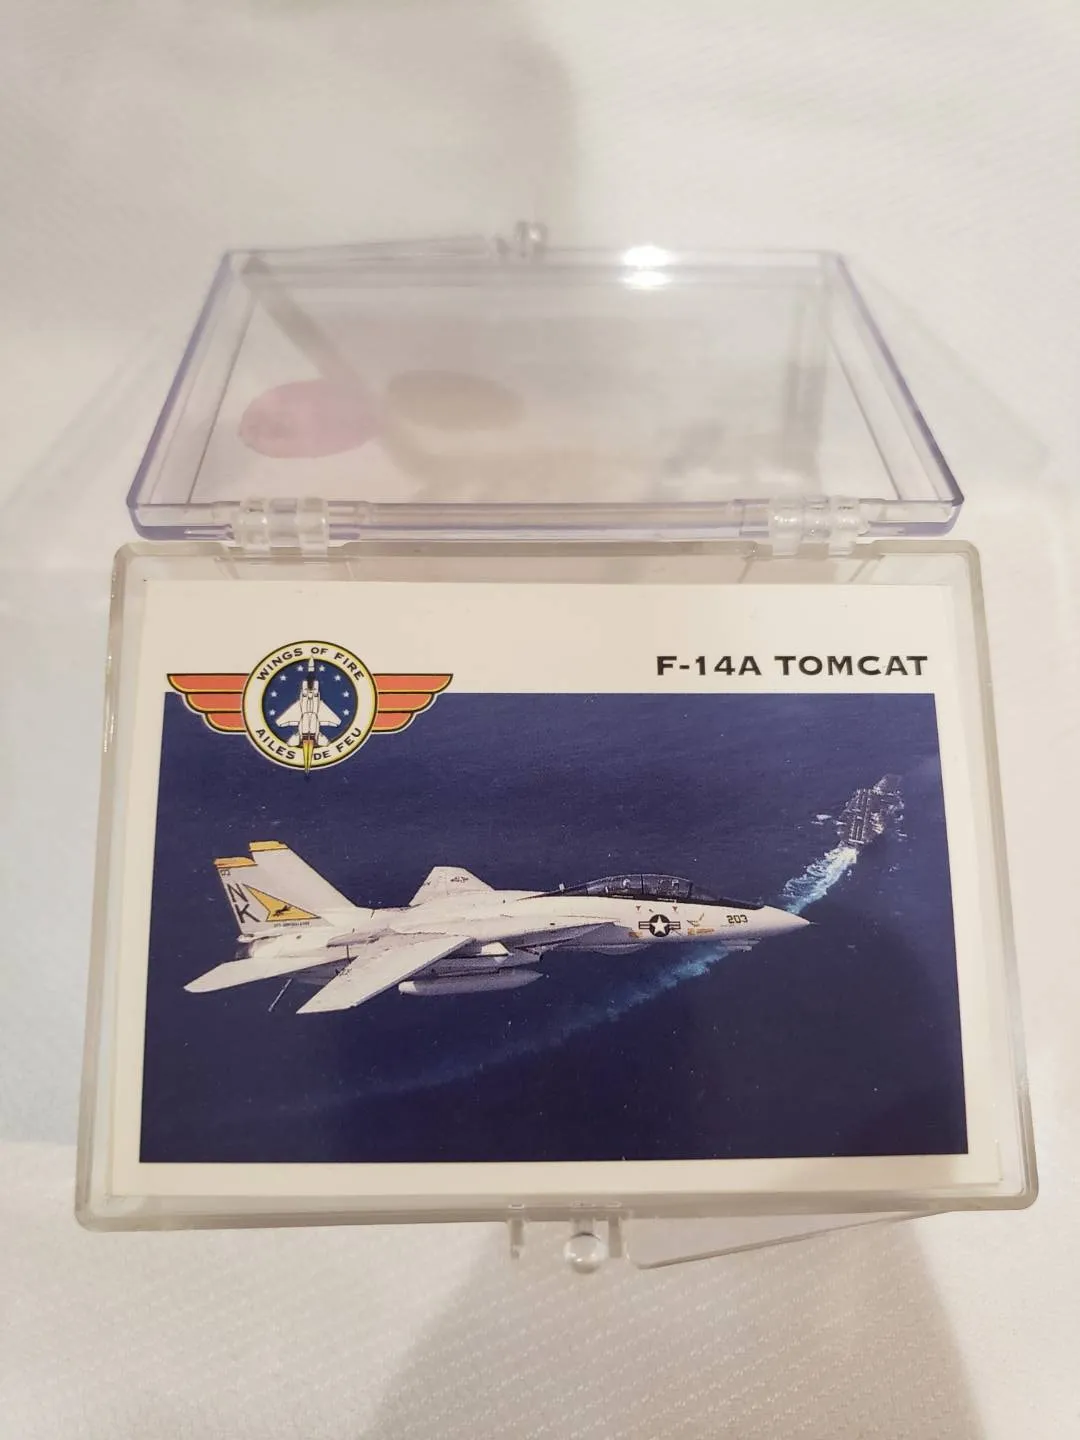 WINGS OF FIRE
AILES DE FEU
F-14A TOMCAT
NK
203